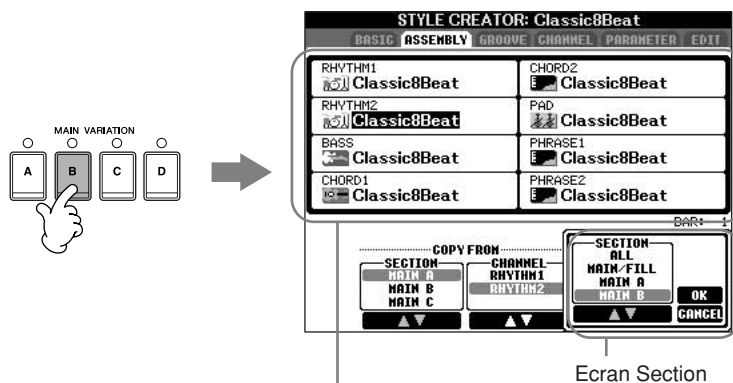 STYLE CREATOR: Classic8Beat
BASIC ASSEMBLY GROOVE CHANNEL PARAMETER EDIT
RHYTHM1
Classic8Beat
CHORD2
Classic8Beat
RHYTHM2
Classic8Beat
PAD
Classic8Beat
BASS
Classic8Beat
PHRASE1
Classic8Beat
CHORD1
Classic8Beat
PHRASE2
Classic8Beat
MAIN VARIATION
A B C D
BAR: 1
COPY FROM
SECTION
MAIN A
MAIN B
MAIN C
CHANNEL
RHYTHM1
RHYTHM2
SECTION
ALL
MAIN/FILL
MAIN A
MAIN B
OK
CANCEL
Ecran Section